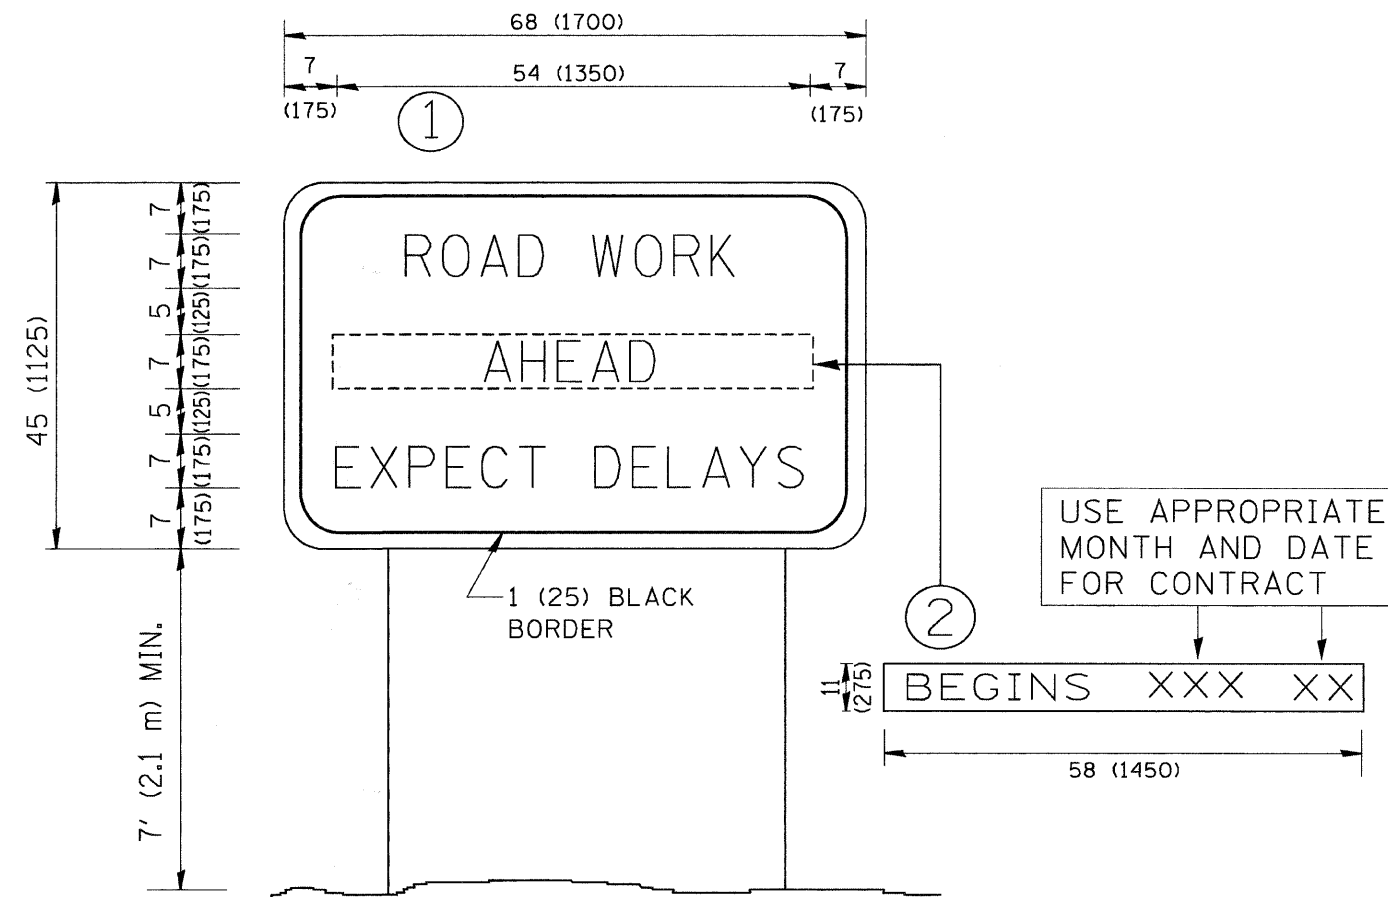 68 (1700)
7
54 (1350)
7
(175)
(175)
1
ROAD WORK
AHEAD
EXPECT DELAYS
45 (1125)
7 (175)
7 (175)
5 (125)
7 (175)
5 (125)
7 (175)
7 (175)
7' (2.1 m) MIN.
1 (25) BLACK
BORDER
USE APPROPRIATE
MONTH AND DATE
FOR CONTRACT
2
11
(275)
BEGINS XXX XX
58 (1450)